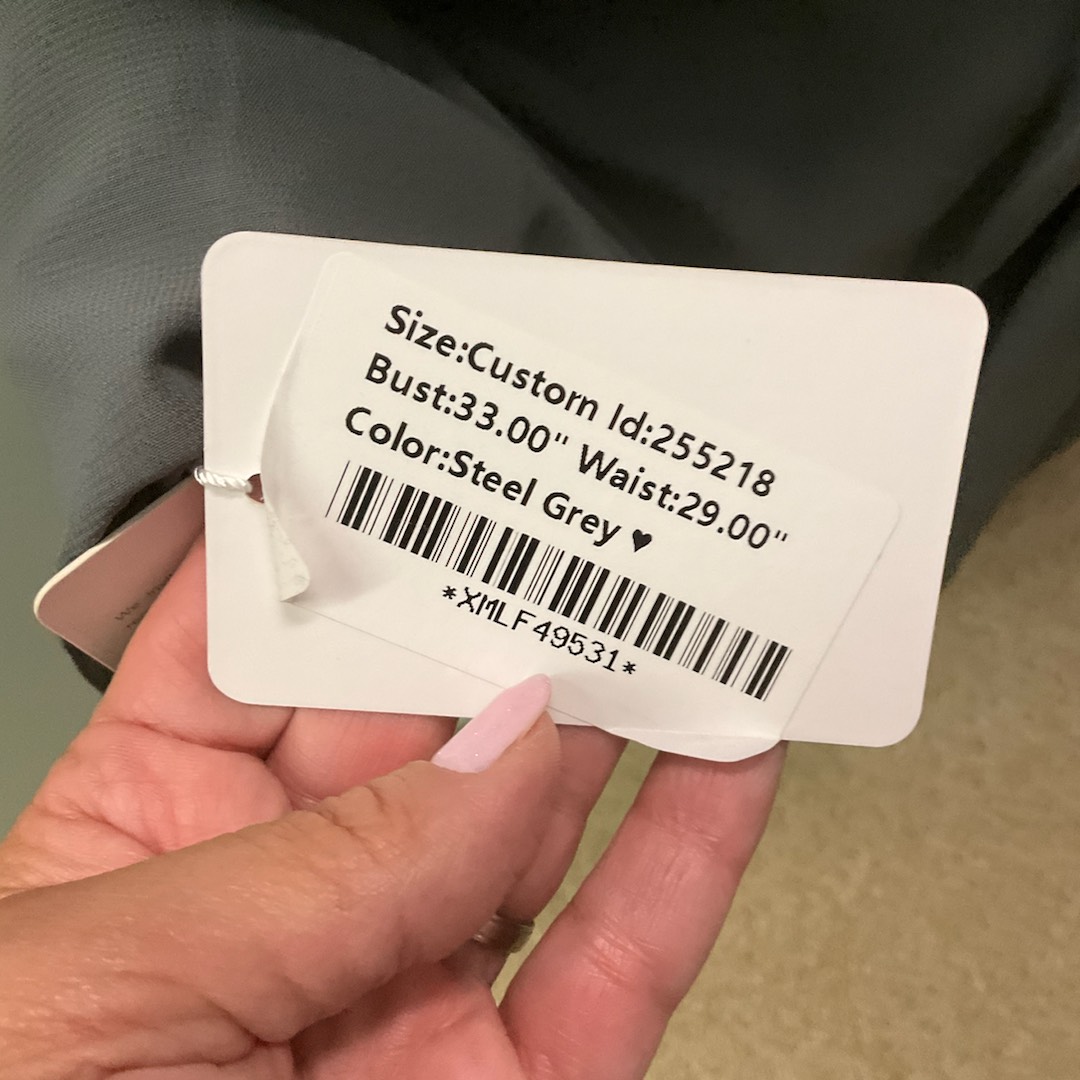 Size:Custom Id:255218
Bust:33.00" Waist:29.00"
Color:Steel Grey ♥
*XMLF49531*